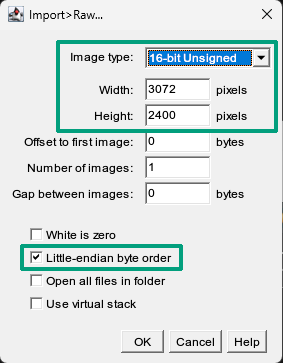 Import>Raw...
Image type: 16-bit Unsigned
Width: 3072 pixels
Height: 2400 pixels
Offset to first image: 0 bytes
Number of images: 1
Gap between images: 0 bytes
White is zero
Little-endian byte order
Open all files in folder
Use virtual stack
OK Cancel Help